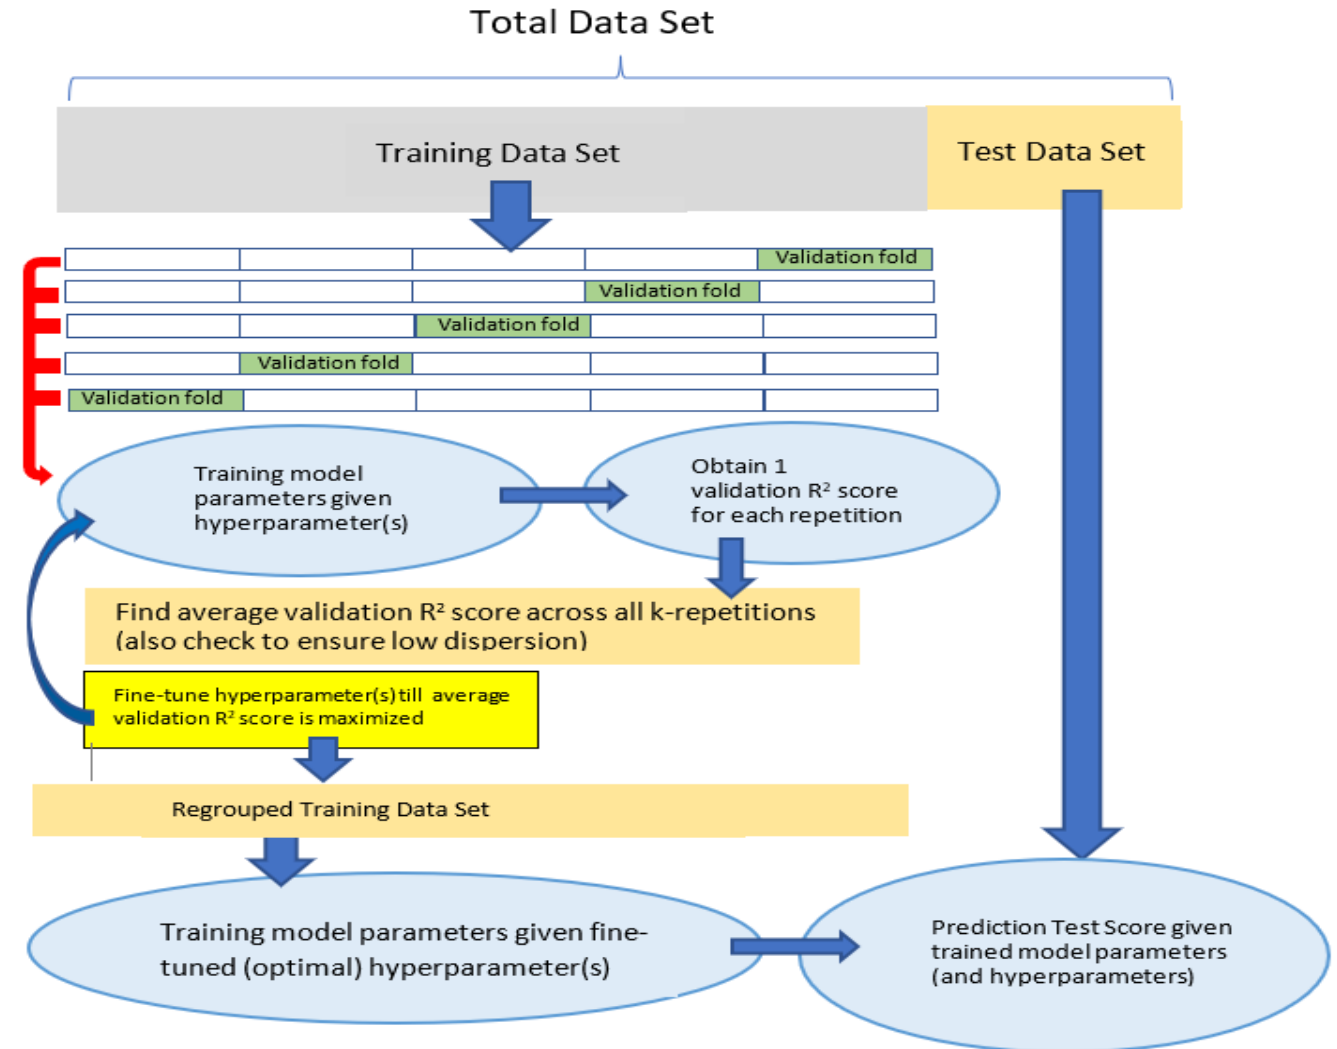 Total Data Set
Training Data Set
Test Data Set
Validation fold
Validation fold
Validation fold
Validation fold
Validation fold
Training model
parameters given
hyperparameter(s)
Obtain 1
validation R² score
for each repetition
Find average validation R² score across all k-repetitions
(also check to ensure low dispersion)
Fine-tune hyperparameter(s) till average
validation R² score is maximized
Regrouped Training Data Set
Training model parameters given fine-
tuned (optimal) hyperparameter(s)
Prediction Test Score given
trained model parameters
(and hyperparameters)